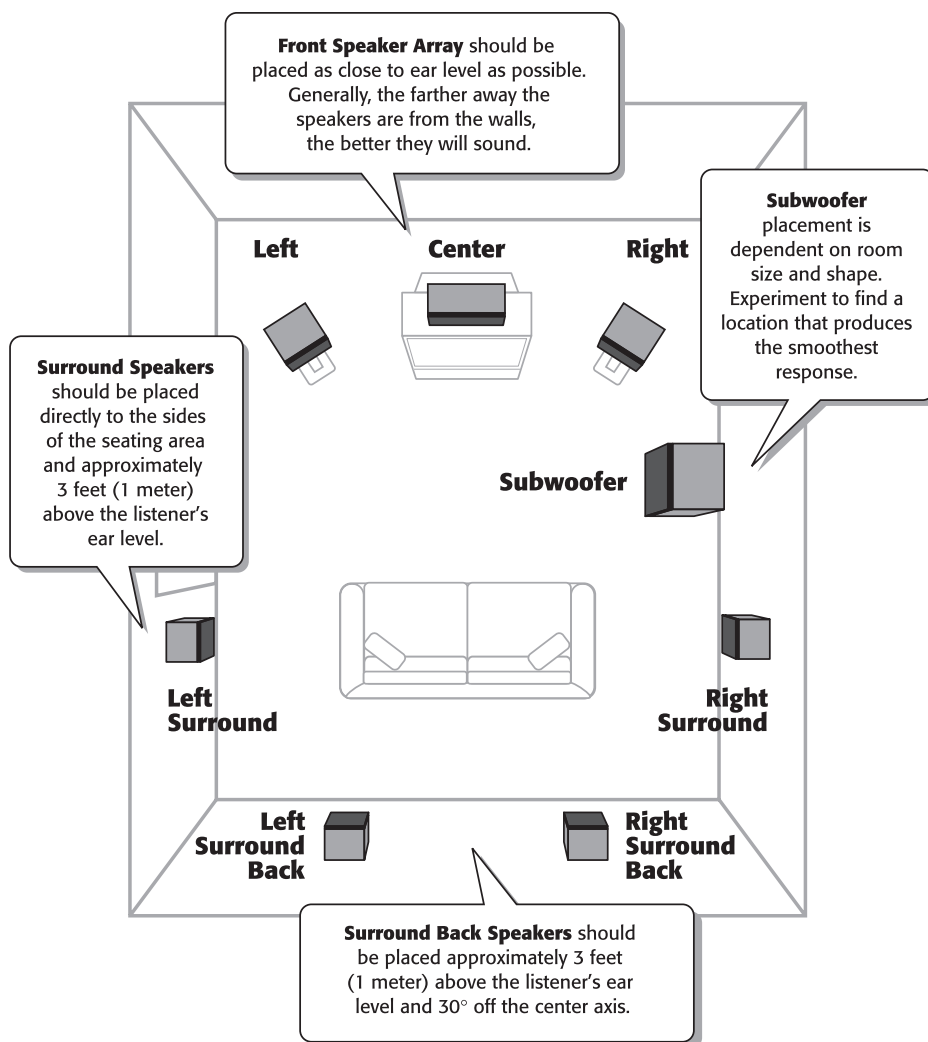 Front Speaker Array should be
placed as close to ear level as possible.
Generally, the farther away the
speakers are from the walls,
the better they will sound.
Subwoofer
placement is
dependent on room
size and shape.
Experiment to find a
location that produces
the smoothest
response.
Left
Center
Right
Surround Speakers
should be placed
directly to the sides
of the seating area
and approximately
3 feet (1 meter)
above the listener’s
ear level.
Subwoofer
Left
Surround
Right
Surround
Left
Surround
Back
Right
Surround
Back
Surround Back Speakers should
be placed approximately 3 feet
(1 meter) above the listener’s ear
level and 30° off the center axis.